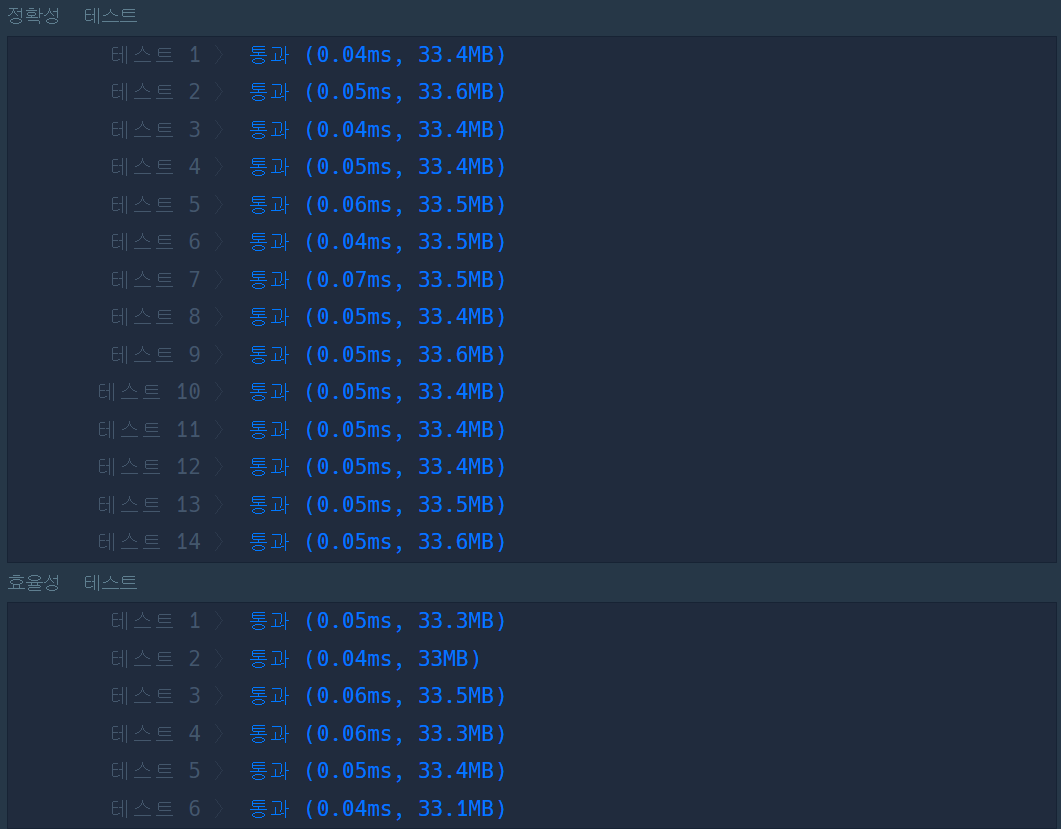 정확성 테스트
테스트 1 〉 통과 (0.04ms, 33.4MB)
테스트 2 〉 통과 (0.05ms, 33.6MB)
테스트 3 〉 통과 (0.04ms, 33.4MB)
테스트 4 〉 통과 (0.05ms, 33.4MB)
테스트 5 〉 통과 (0.06ms, 33.5MB)
테스트 6 〉 통과 (0.04ms, 33.5MB)
테스트 7 〉 통과 (0.07ms, 33.5MB)
테스트 8 〉 통과 (0.05ms, 33.4MB)
테스트 9 〉 통과 (0.05ms, 33.6MB)
테스트 10 〉 통과 (0.05ms, 33.4MB)
테스트 11 〉 통과 (0.05ms, 33.4MB)
테스트 12 〉 통과 (0.05ms, 33.4MB)
테스트 13 〉 통과 (0.05ms, 33.5MB)
테스트 14 〉 통과 (0.05ms, 33.6MB)
효율성 테스트
테스트 1 〉 통과 (0.05ms, 33.3MB)
테스트 2 〉 통과 (0.04ms, 33MB)
테스트 3 〉 통과 (0.06ms, 33.5MB)
테스트 4 〉 통과 (0.06ms, 33.3MB)
테스트 5 〉 통과 (0.05ms, 33.4MB)
테스트 6 〉 통과 (0.04ms, 33.1MB)